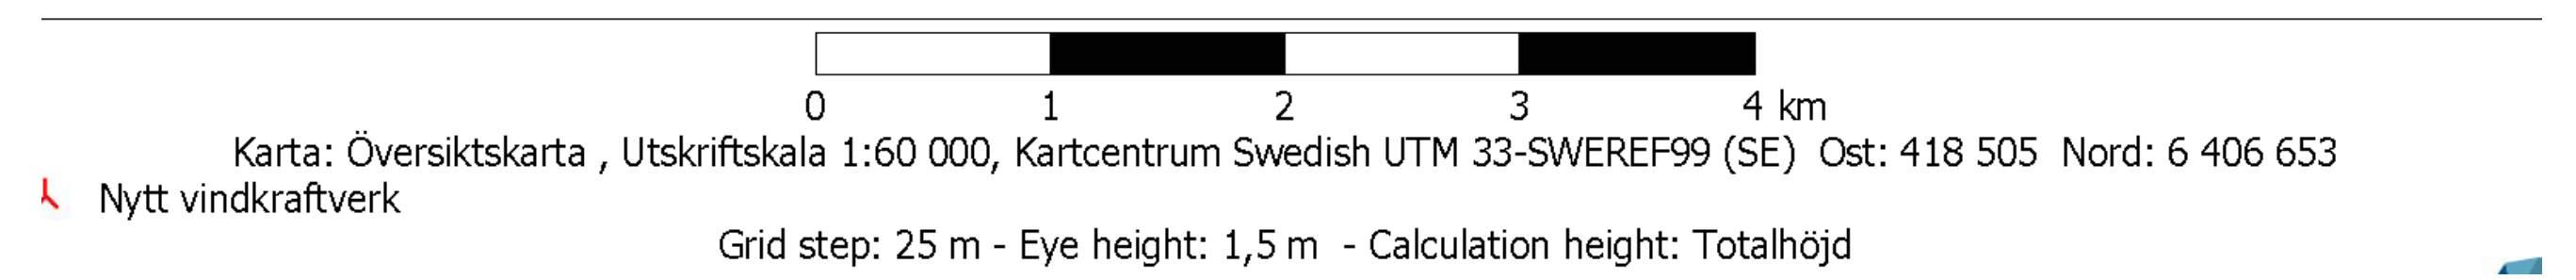 0 1 2 3 4 km
Karta: Översiktskarta , Utskriftskala 1:60 000, Kartcentrum Swedish UTM 33-SWEREF99 (SE) Ost: 418 505 Nord: 6 406 653
Nytt vindkraftverk
Grid step: 25 m - Eye height: 1,5 m - Calculation height: Totalhöjd